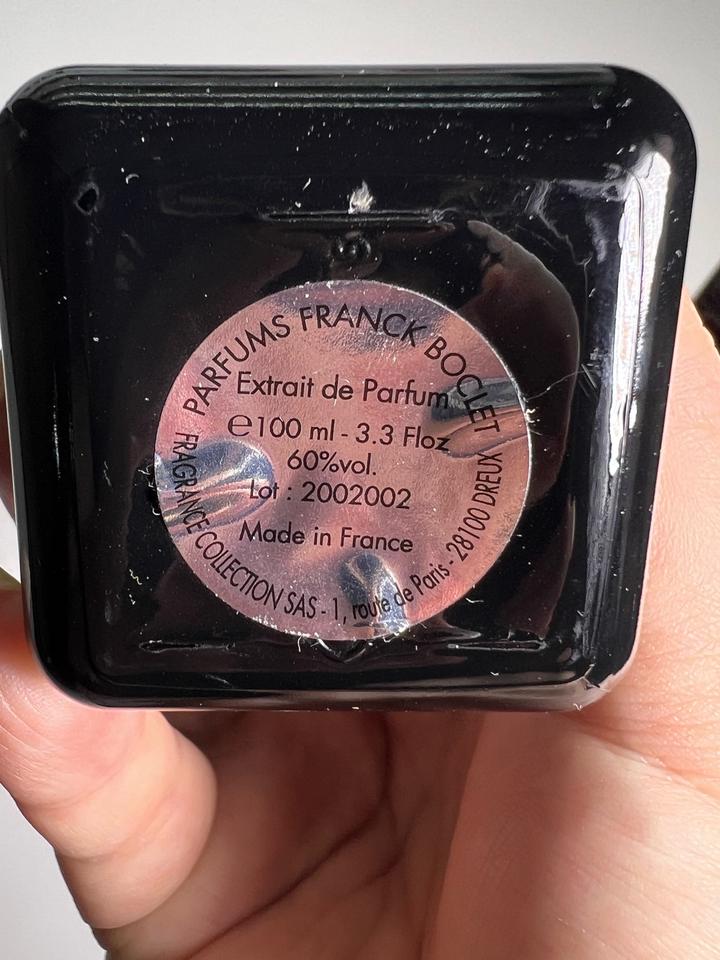 PARFUMS FRANCK BOCLET
Extrait de Parfum
℮100 ml - 3.3 Floz
60%vol.
Lot : 2002002
Made in France
FRAGRANCE COLLECTION SAS - 1, route de Paris - 28100 DREUX